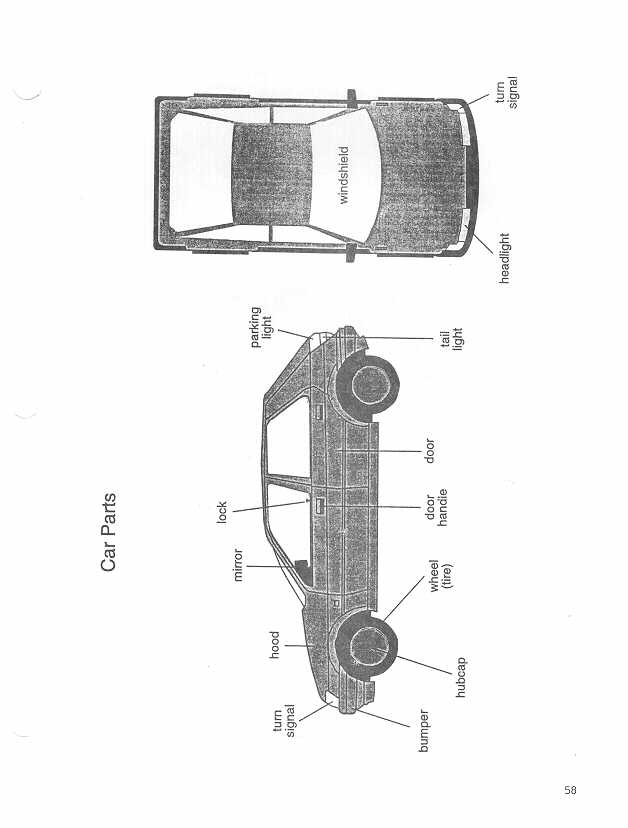 Car Parts
turn
signal
hood
mirror
lock
parking
light
bumper
hubcap
wheel
(tire)
door
handie
door
tail
light
windshield
headlight
turn
signal
58